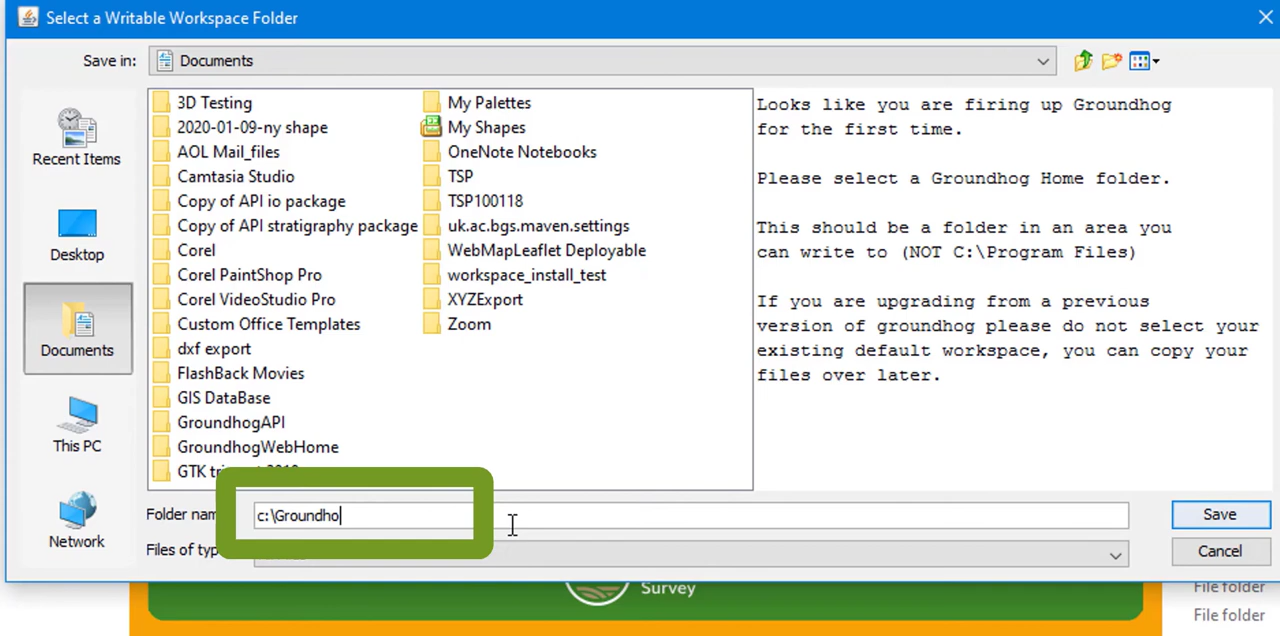 Select a Writable Workspace Folder
Save in:
Documents
Recent Items
Desktop
Documents
This PC
Network
3D Testing
2020-01-09-ny shape
AOL Mail_files
Camtasia Studio
Copy of API io package
Copy of API stratigraphy package
Corel
Corel PaintShop Pro
Corel VideoStudio Pro
Custom Office Templates
dxf export
FlashBack Movies
GIS DataBase
GroundhogAPI
GroundhogWebHome
GTK
My Palettes
My Shapes
OneNote Notebooks
TSP
TSP100118
uk.ac.bgs.maven.settings
WebMapLeaflet Deployable
workspace_install_test
XYZExport
Zoom
Looks like you are firing up Groundhog
for the first time.
Please select a Groundhog Home folder.
This should be a folder in an area you
can write to (NOT C:\Program Files)
If you are upgrading from a previous
version of groundhog please do not select your
existing default workspace, you can copy your
files over later.
Folder nam
c:\Groundho
Save
Files of typ
Cancel
Survey
File folder
File folder